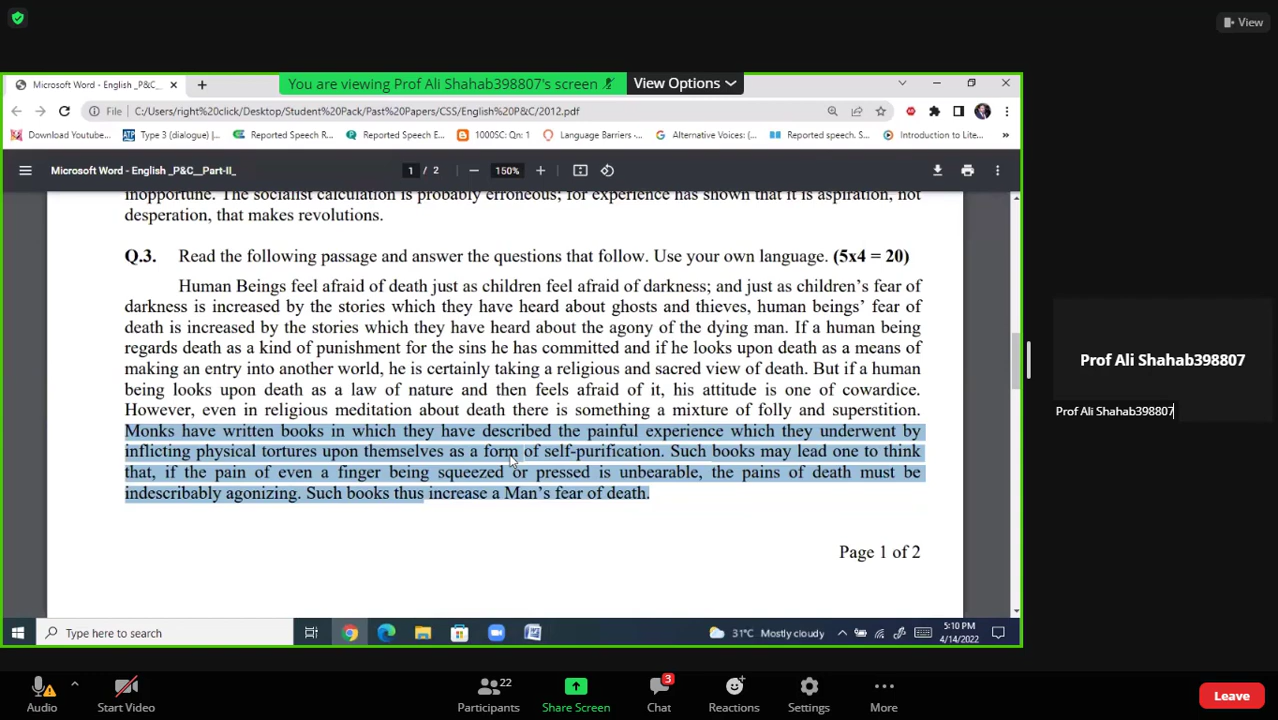 View
Microsoft Word - English _P&C_
You are viewing Prof Ali Shahab398807's screen
View Options
File C:/Users/right%20click/Desktop/Student%20Pack/Past%20Papers/CSS/English%20P&C/2012.pdf
Download Youtube... Type 3 (dialogue) |... Reported Speech R... Reported Speech E... 1000SC: Qn: 1 Language Barriers -... Alternative Voices: (... Reported speech. S... Introduction to Lite... »
Microsoft Word - English _P&C__Part-II_ 1 / 2 150%
inopportune. The socialist calculation is probably erroneous; for experience has shown that it is aspiration, not
desperation, that makes revolutions.
Q.3. Read the following passage and answer the questions that follow. Use your own language. (5x4 = 20)
Human Beings feel afraid of death just as children feel afraid of darkness; and just as children's fear of
darkness is increased by the stories which they have heard about ghosts and thieves, human beings' fear of
death is increased by the stories which they have heard about the agony of the dying man. If a human being
regards death as a kind of punishment for the sins he has committed and if he looks upon death as a means of
making an entry into another world, he is certainly taking a religious and sacred view of death. But if a human
being looks upon death as a law of nature and then feels afraid of it, his attitude is one of cowardice.
However, even in religious meditation about death there is something a mixture of folly and superstition.
Monks have written books in which they have described the painful experience which they underwent by
inflicting physical tortures upon themselves as a form of self-purification. Such books may lead one to think
that, if the pain of even a finger being squeezed or pressed is unbearable, the pains of death must be
indescribably agonizing. Such books thus increase a Man's fear of death.
Page 1 of 2
Prof Ali Shahab398807
Prof Ali Shahab398807
Type here to search
31°C Mostly cloudy
5:10 PM
4/14/2022
Audio
Start Video
22
Participants
Share Screen
3
Chat
Reactions
Settings
More
Leave